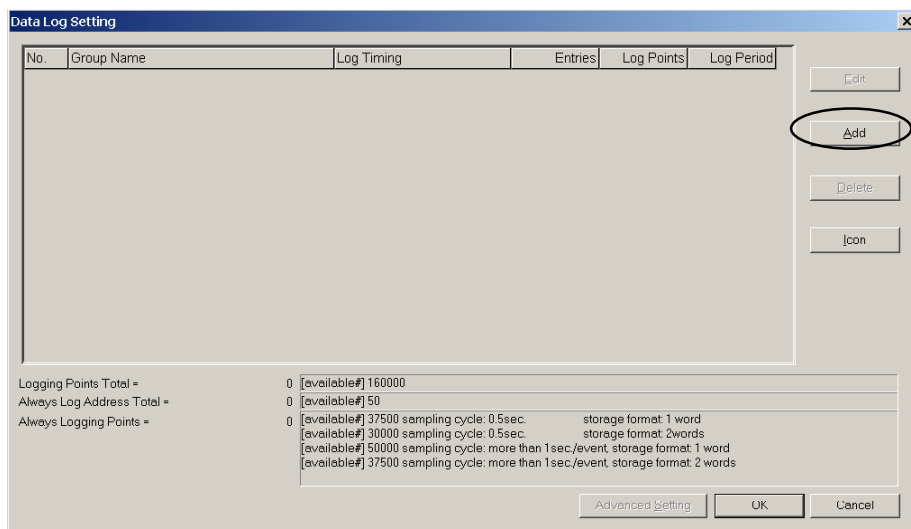 Data Log Setting
No. Group Name Log Timing Entries Log Points Log Period
Edit
Add
Delete
Icon
Logging Points Total = 0 [available#] 160000
Always Log Address Total = 0 [available#] 50
Always Logging Points = 0 [available#] 37500 sampling cycle: 0.5sec. storage format: 1 word
[available#] 30000 sampling cycle: 0.5sec. storage format: 2words
[available#] 50000 sampling cycle: more than 1sec./event, storage format: 1 word
[available#] 37500 sampling cycle: more than 1sec./event, storage format: 2 words
Advanced Setting OK Cancel